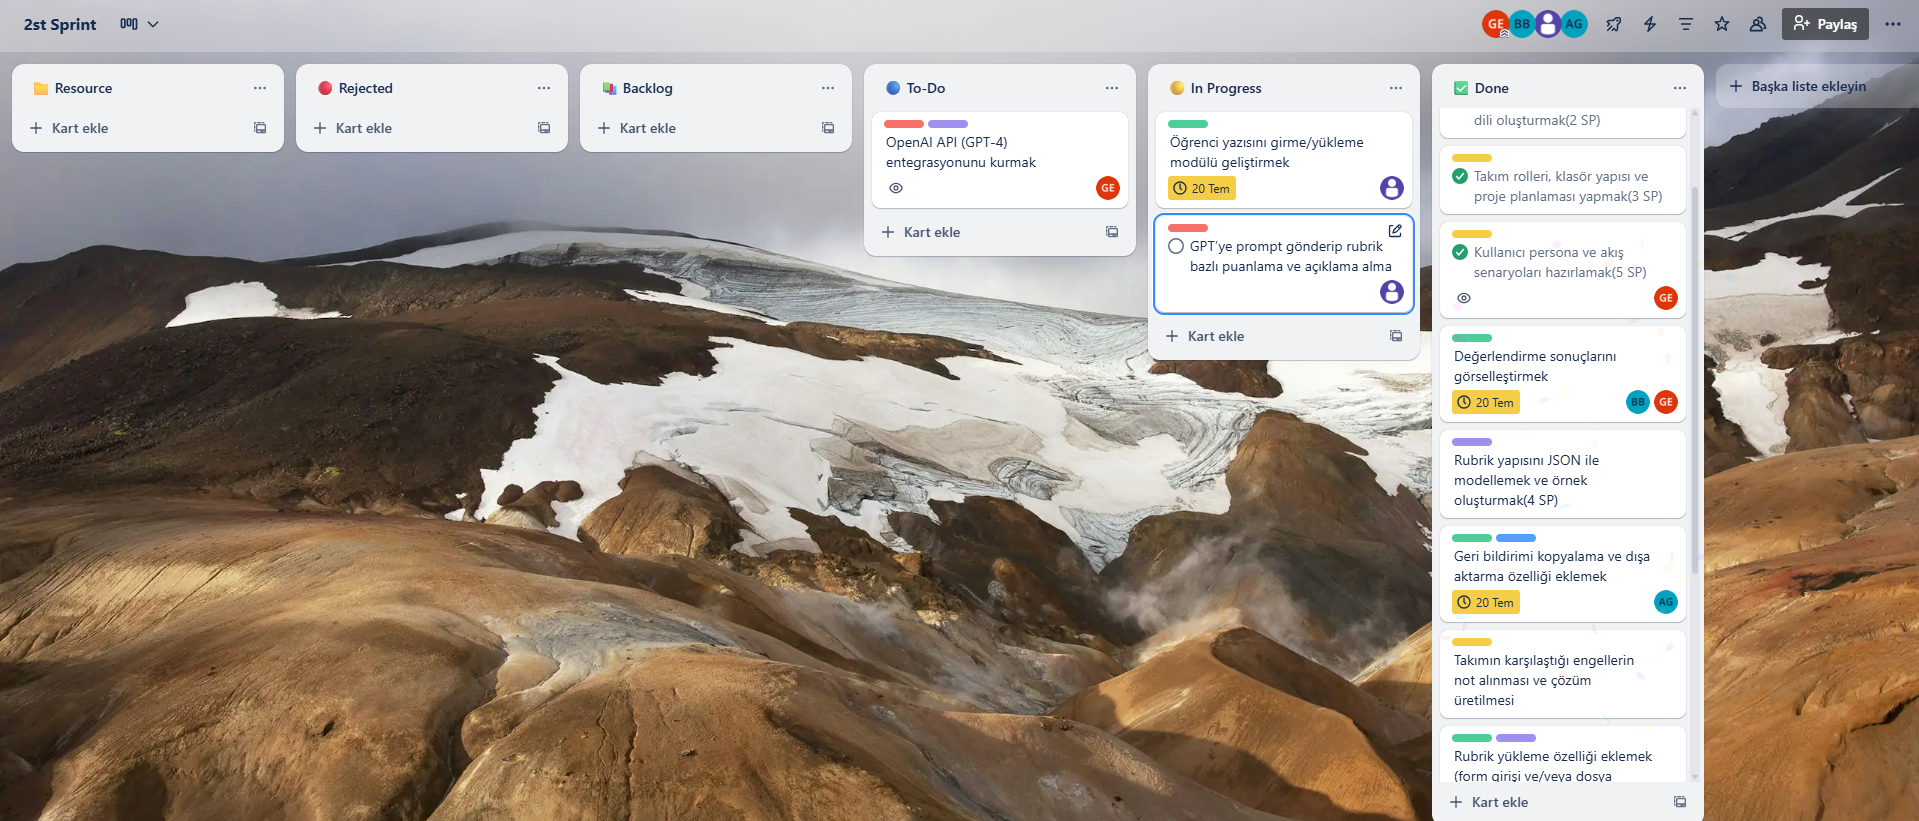 2st Sprint
GE
BB
AG
Paylaş
Resource
Kart ekle
Rejected
Kart ekle
Backlog
Kart ekle
To-Do
OpenAI API (GPT-4)
entegrasyonunu kurmak
GE
Kart ekle
In Progress
Öğrenci yazısını girme/yükleme
modülü geliştirmek
20 Tem
GPT'ye prompt gönderip rubrik
bazlı puanlama ve açıklama alma
Kart ekle
Done
dili oluşturmak(2 SP)
Takım rolleri, klasör yapısı ve
proje planlaması yapmak(3 SP)
Kullanıcı persona ve akış
senaryoları hazırlamak(5 SP)
GE
Değerlendirme sonuçlarını
görselleştirmek
20 Tem
BB
GE
Rubrik yapısını JSON ile
modellemek ve örnek
oluşturmak(4 SP)
Geri bildirimi kopyalama ve dışa
aktarma özelliği eklemek
20 Tem
AG
Takımın karşılaştığı engellerin
not alınması ve çözüm
üretilmesi
Rubrik yükleme özelliği eklemek
(form girişi ve/veya dosya
Kart ekle
Başka liste ekleyin